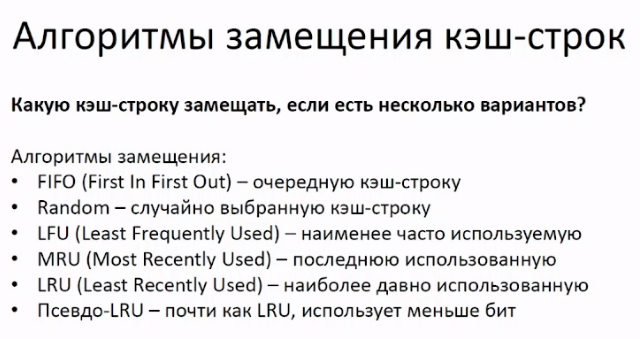 Алгоритмы замещения кэш-строк
Какую кэш-строку замещать, если есть несколько вариантов?
Алгоритмы замещения:
• FIFO (First In First Out) – очередную кэш-строку
• Random – случайно выбранную кэш-строку
• LFU (Least Frequently Used) – наименее часто используемую
• MRU (Most Recently Used) – последнюю использованную
• LRU (Least Recently Used) – наиболее давно использованную
• Псевдо-LRU – почти как LRU, использует меньше бит